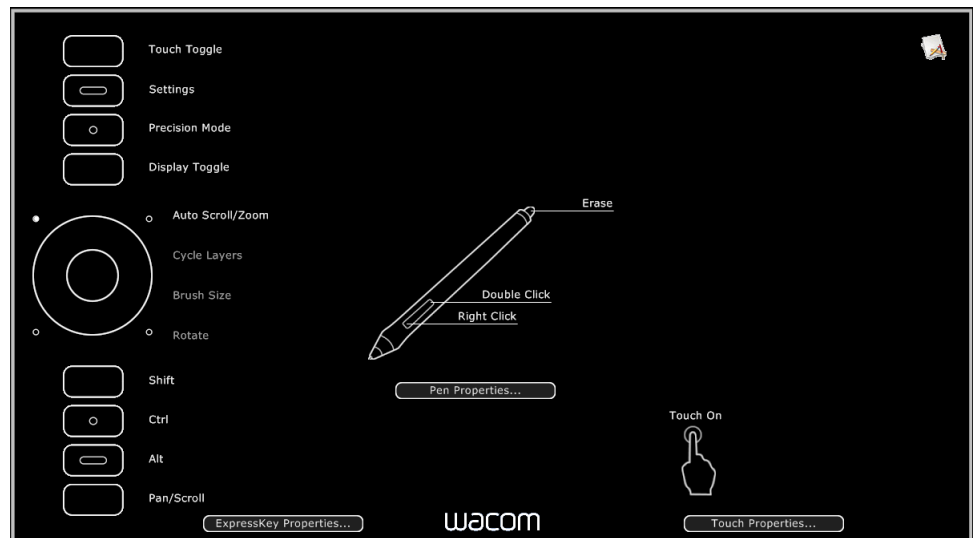 Touch Toggle
Settings
Precision Mode
Display Toggle
Auto Scroll/Zoom
Cycle Layers
Brush Size
Rotate
Shift
Ctrl
Alt
Pan/Scroll
ExpressKey Properties...
Erase
Double Click
Right Click
Pen Properties...
wacom
Touch On
Touch Properties...